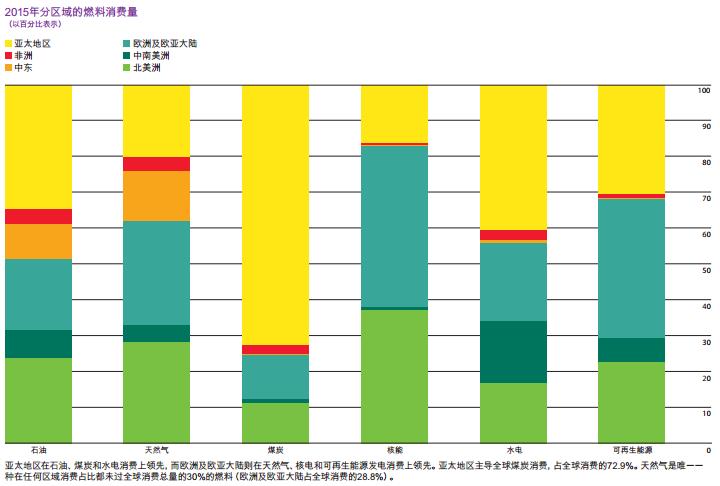 2015年分区域的燃料消费量
（以百分比表示）
亚太地区
欧洲及欧亚大陆
非洲
中南美洲
中东
北美洲
100
90
80
70
60
50
40
30
20
10
0
石油
天然气
煤炭
核能
水电
可再生能源
亚太地区在石油、煤炭和水电消费上领先，而欧洲及欧亚大陆则在天然气、核电和可再生能源发电消费上领先。亚太地区主导全球煤炭消费，占全球消费的72.9%。天然气是唯一一
种在任何区域消费占比都未过全球消费总量的30%的燃料（欧洲及欧亚大陆占全球消费的28.8%）。